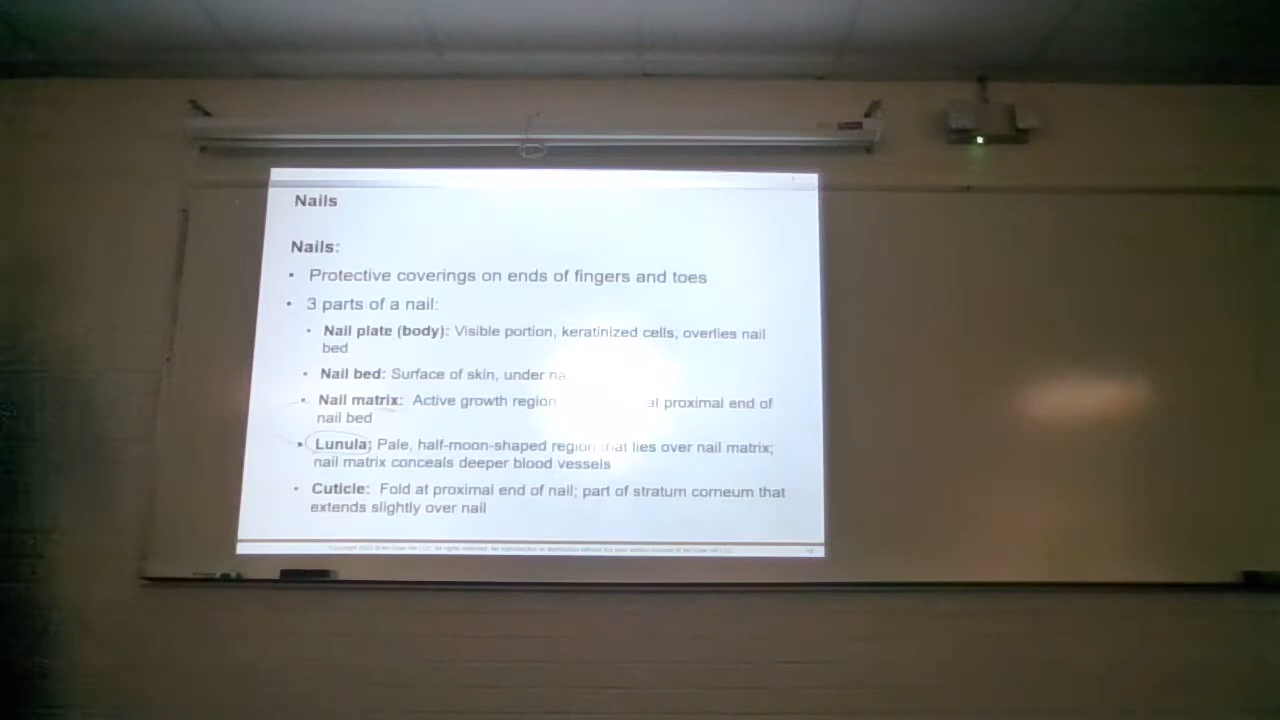 Nails
Nails:
• Protective coverings on ends of fingers and toes
• 3 parts of a nail:
• Nail plate (body): Visible portion, keratinized cells, overlies nail
bed
• Nail bed: Surface of skin, under
• Nail matrix: Active growth region at proximal end of
nail bed
• Lunula: Pale, half-moon-shaped region that lies over nail matrix;
nail matrix conceals deeper blood vessels
• Cuticle: Fold at proximal end of nail; part of stratum corneum that
extends slightly over nail